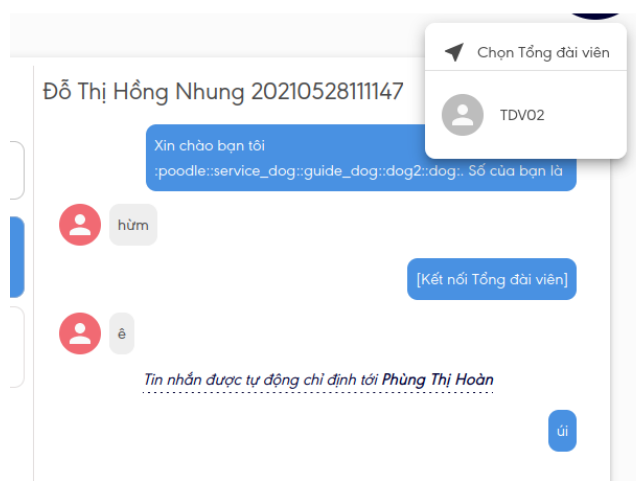 Chọn Tổng đài viên
TDV02
Đỗ Thị Hồng Nhung 20210528111147
Xin chào bạn tôi
:poodle::service_dog::guide_dog::dog2::dog:. Số của bạn là
hừm
[Kết nối Tổng đài viên]
ê
Tin nhắn được tự động chỉ định tới Phùng Thị Hoàn
úi